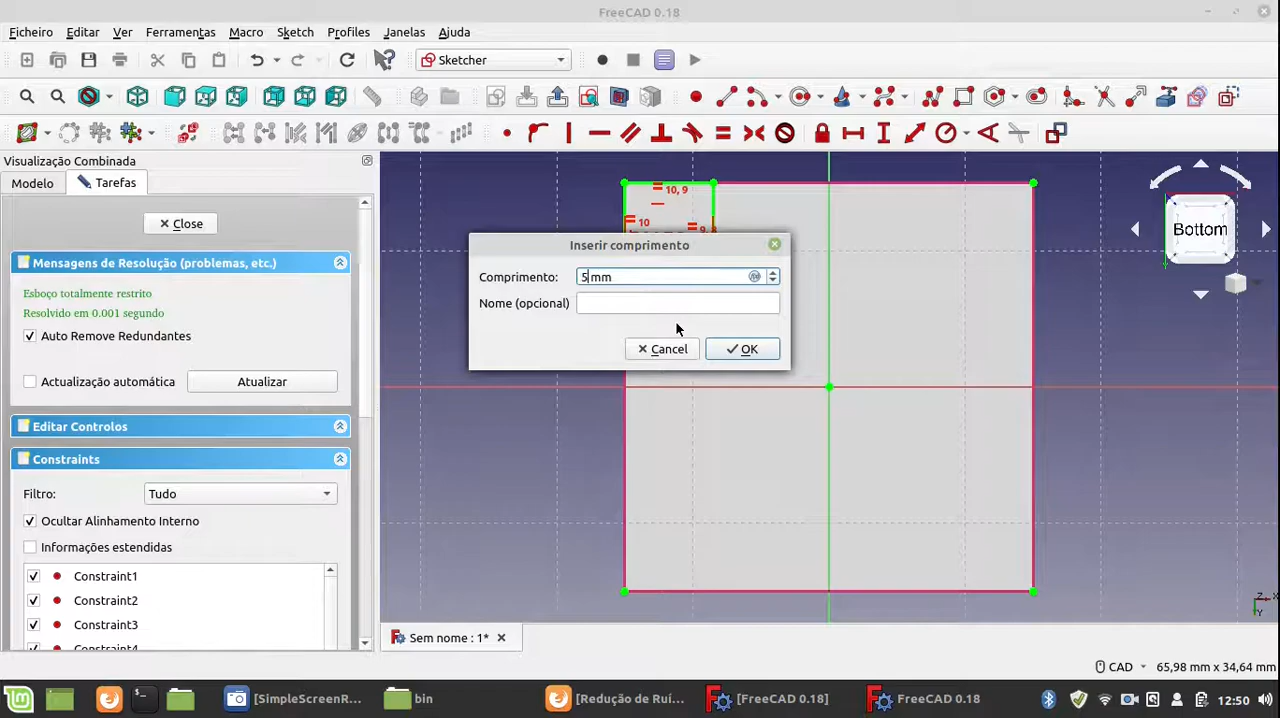 FreeCAD 0.18
Ficheiro Editar Ver Ferramentas Macro Sketch Profiles Janelas Ajuda
Sketcher
Visualização Combinada
Modelo Tarefas
Close
Mensagens de Resolução (problemas, etc.)
Esboço totalmente restrito
Resolvido em 0.001 segundo
Auto Remove Redundantes
Actualização automática Atualizar
Editar Controlos
Constraints
Filtro: Tudo
Ocultar Alinhamento Interno
Informações estendidas
Constraint1
Constraint2
Constraint3
Constraint4
10, 9
10
Inserir comprimento
Comprimento: 5 mm
Nome (opcional)
Cancel OK
Bottom
Sem nome : 1*
CAD 65,98 mm x 34,64 mm
[SimpleScreenR... bin [Redução de Ruí... [FreeCAD 0.18] FreeCAD 0.18 12:50